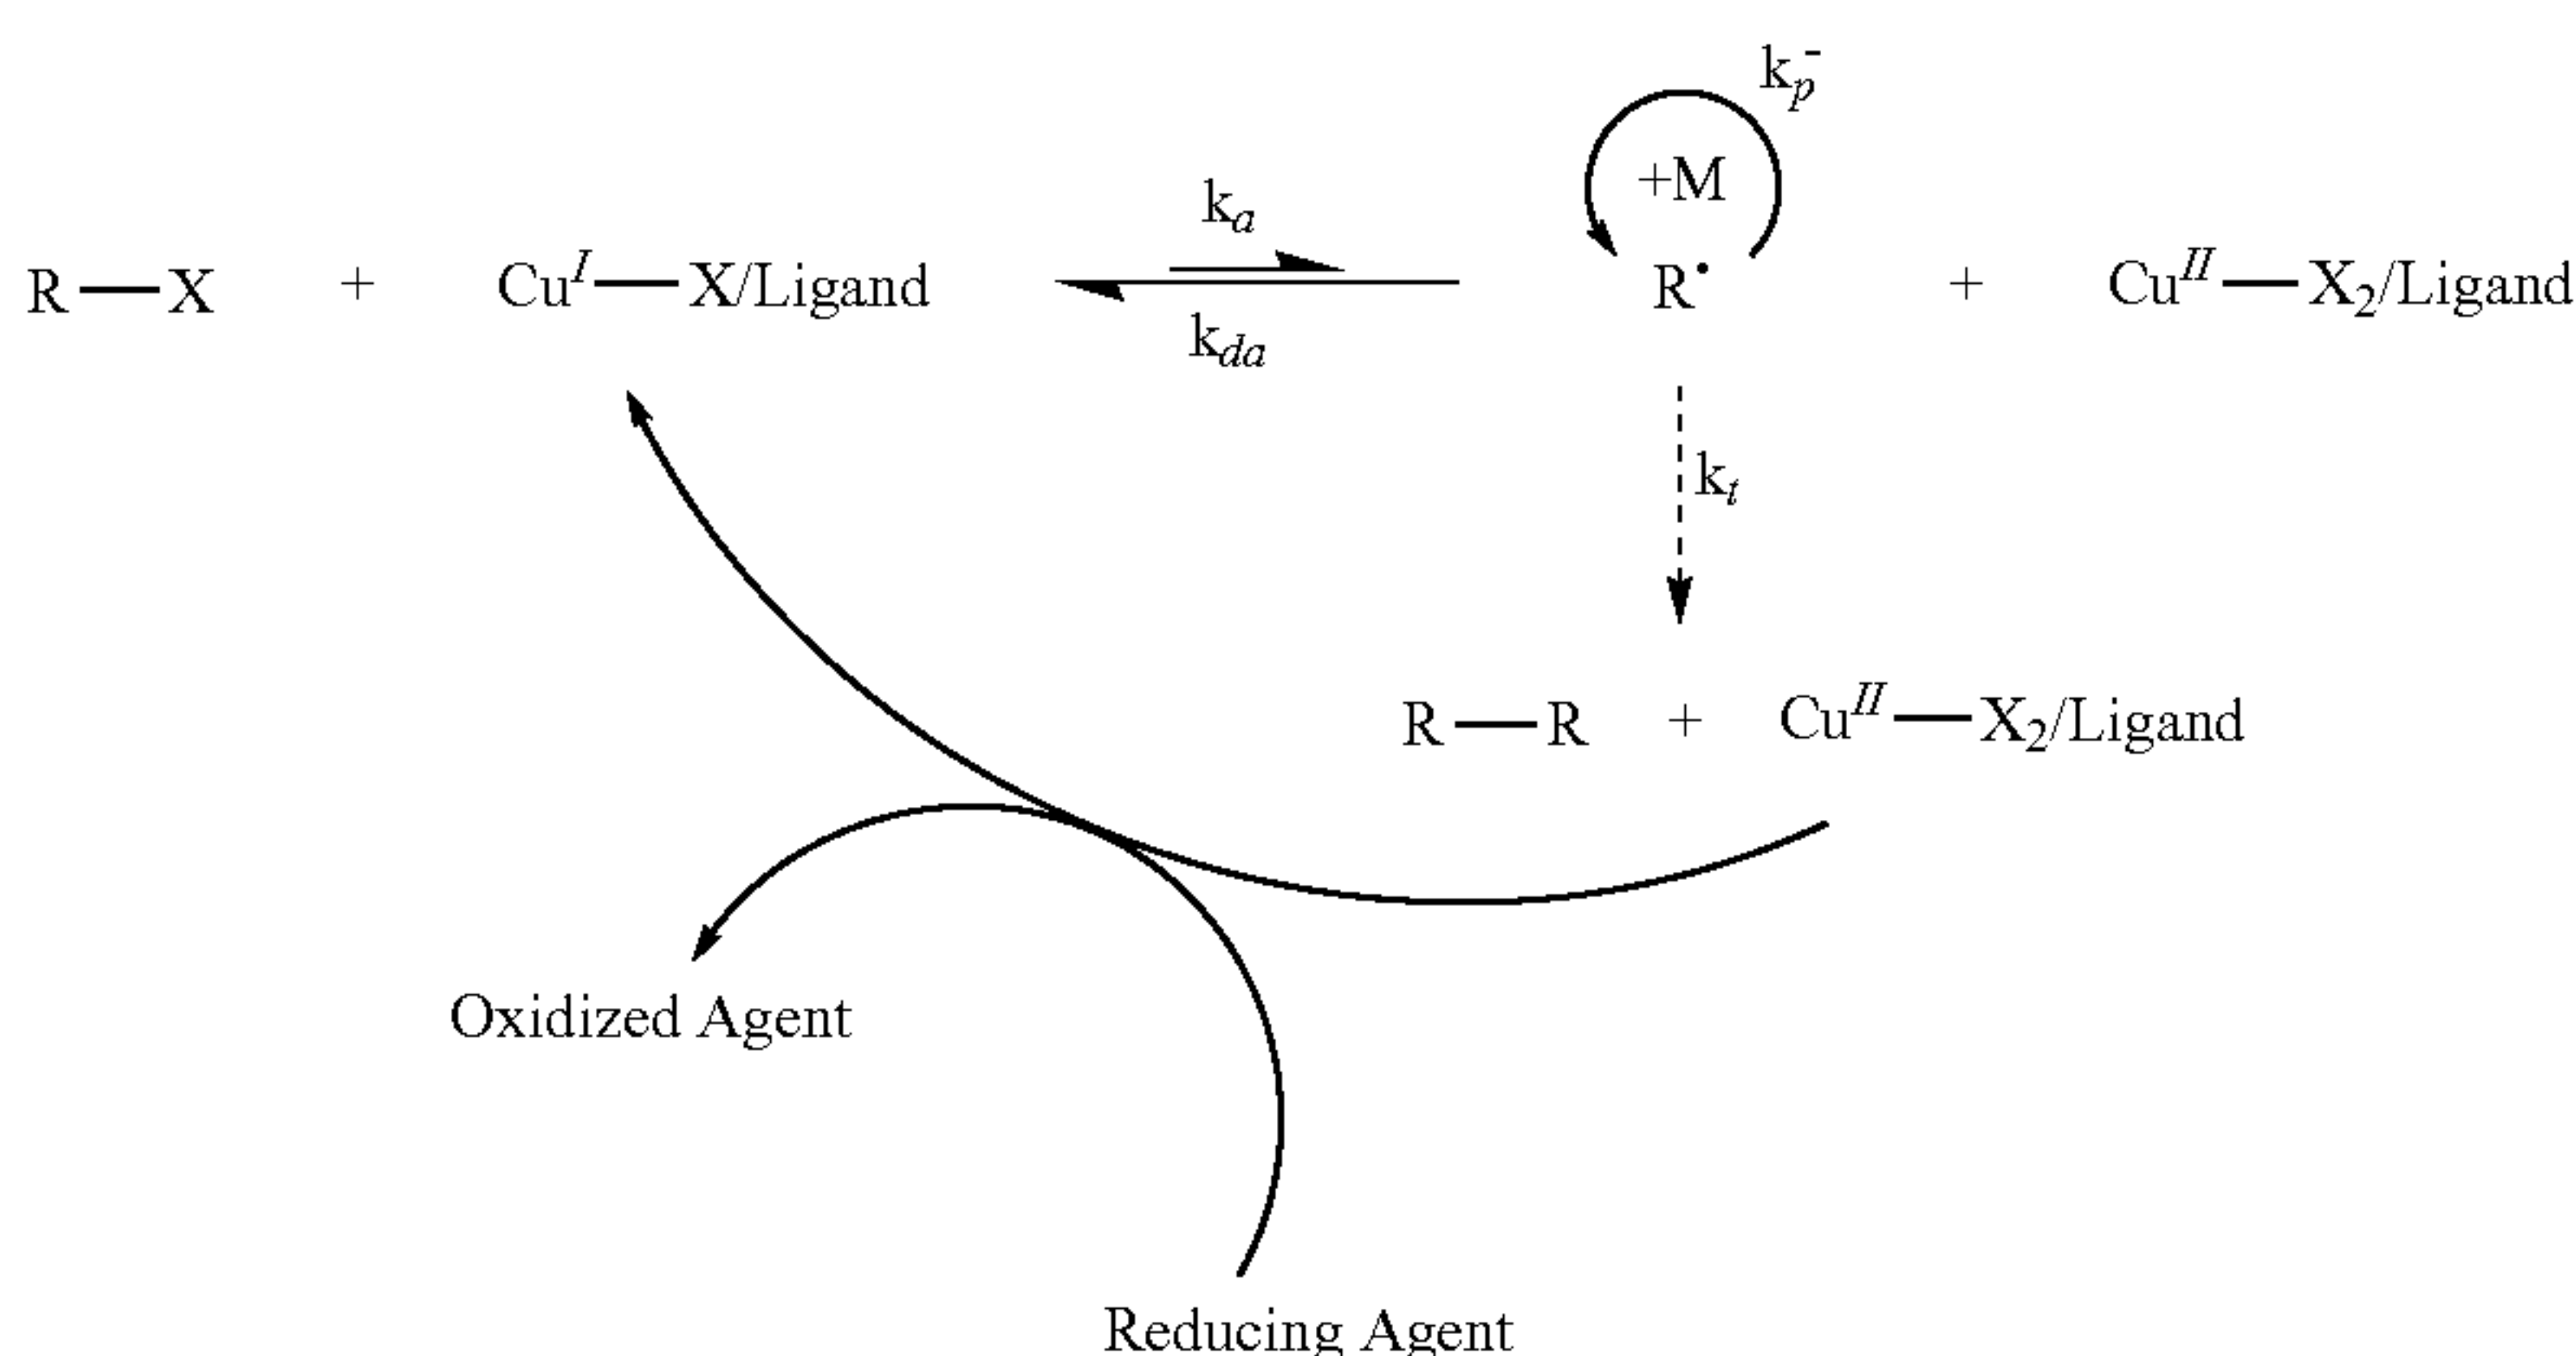 k_p^-
k_a
+M
R—X + Cu^I—X/Ligand R• + Cu^II—X_2/Ligand
k_da
k_t
R—R + Cu^II—X_2/Ligand
Oxidized Agent
Reducing Agent